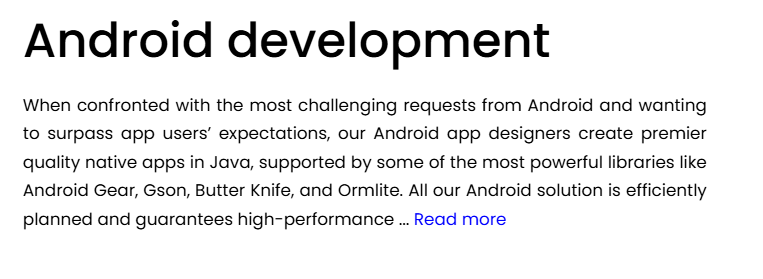 Android development
When confronted with the most challenging requests from Android and wanting
to surpass app users’ expectations, our Android app designers create premier
quality native apps in Java, supported by some of the most powerful libraries like
Android Gear, Gson, Butter Knife, and Ormlite. All our Android solution is efficiently
planned and guarantees high-performance ... Read more